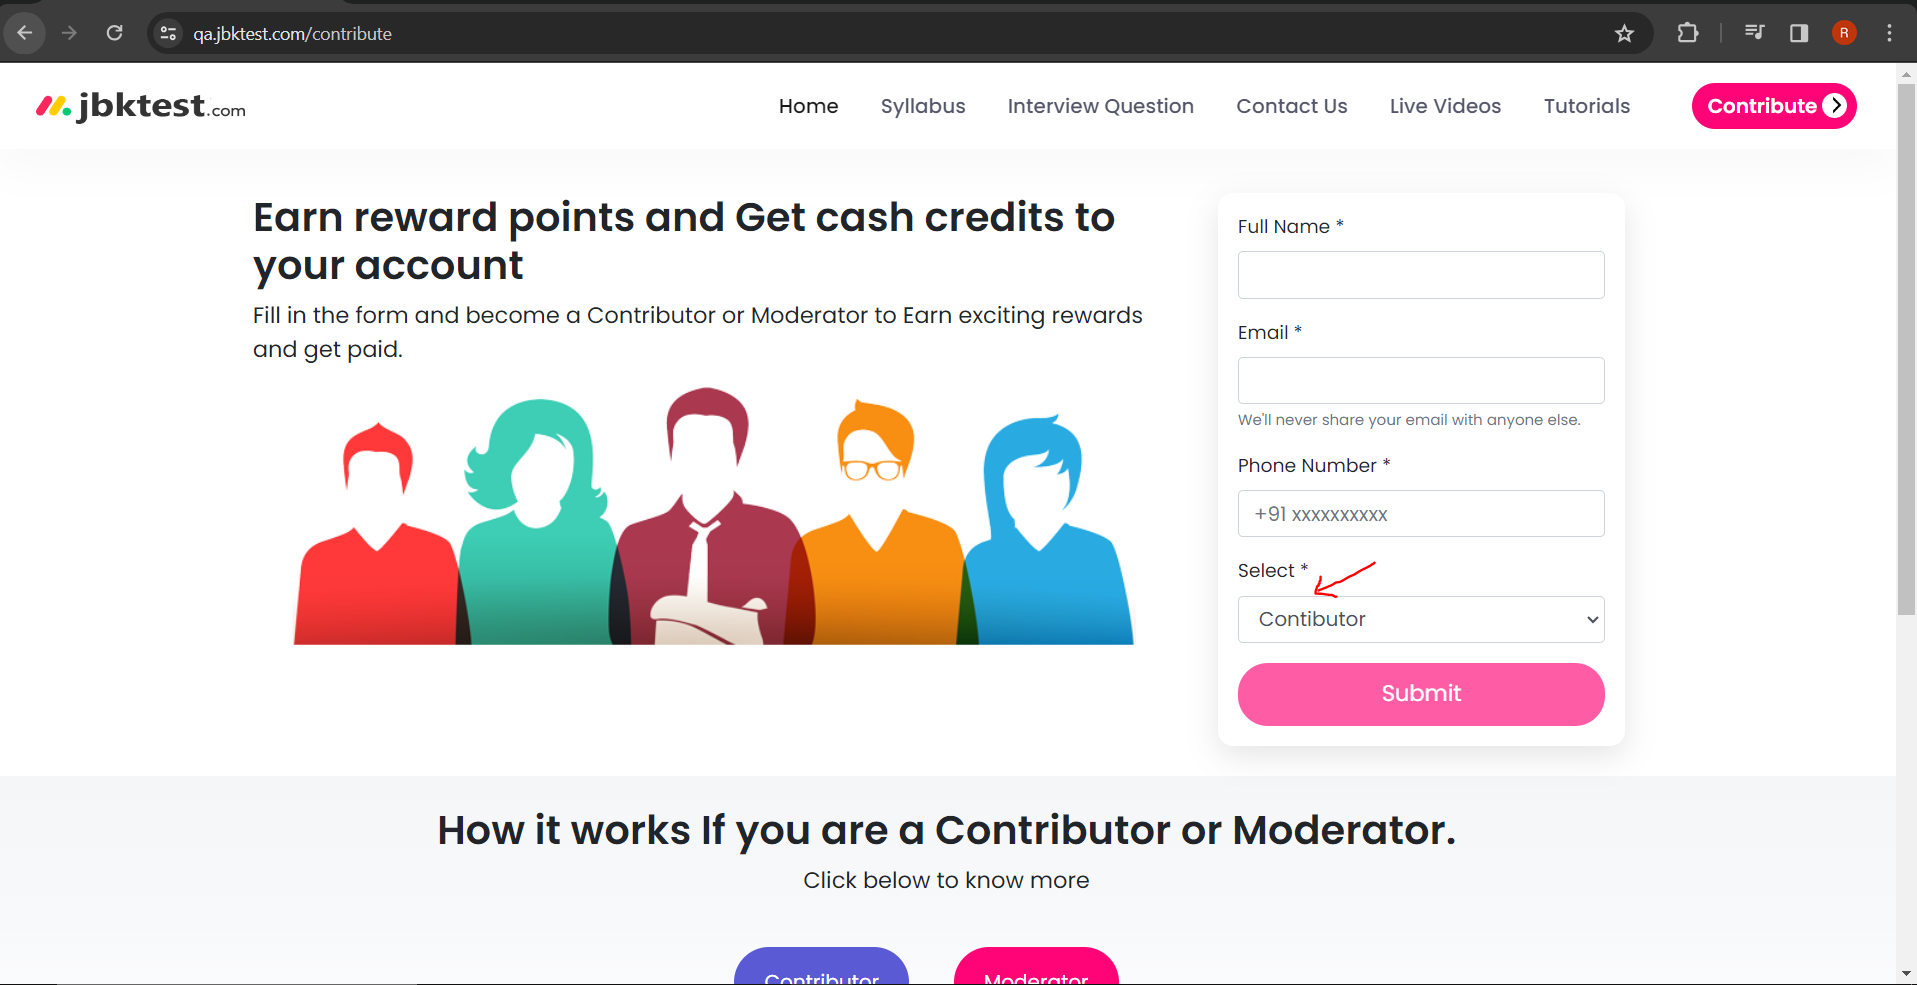 qa.jbktest.com/contribute
R
jbktest.com
Home Syllabus Interview Question Contact Us Live Videos Tutorials Contribute
Earn reward points and Get cash credits to
your account
Fill in the form and become a Contributor or Moderator to Earn exciting rewards
and get paid.
Full Name *
Email *
We'll never share your email with anyone else.
Phone Number *
+91 xxxxxxxxxx
Select *
Contibutor
Submit
How it works If you are a Contributor or Moderator.
Click below to know more
Contributor Moderator